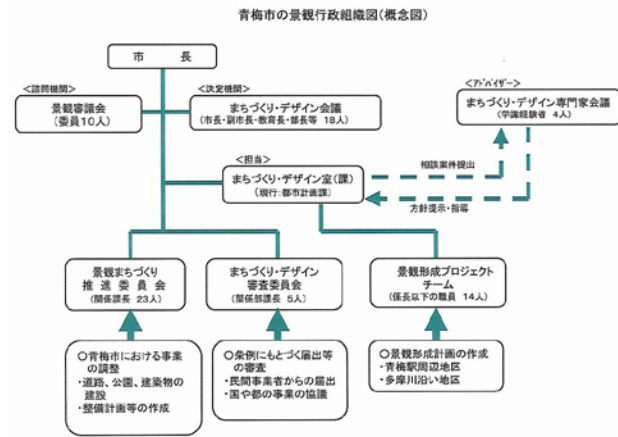 青梅市の景観行政組織図(概念図)
市　長
<諮問機関>
景観審議会
(委員10人)
<決定機関>
まちづくり・デザイン会議
(市長・副市長・教育長・部長等 18人)
<アドバイザー>
まちづくり・デザイン専門家会議
(学識経験者 4人)
<担当>
まちづくり・デザイン室(課)
(現行:都市計画課)
相談案件提出
方針提示・指導
景観まちづくり
推進委員会
(関係課長 23人)
まちづくり・デザイン
審査委員会
(関係部課長 5人)
景観形成プロジェクト
チーム
(係長以下の職員 14人)
○青梅市における事業
の調整
・道路、公園、建築物の
建設
・整備計画等の作成
○条例にもとづく届出等
の審査
・民間事業者からの届出
・国や都の事業の協議
○景観形成計画の作成
・青梅駅周辺地区
・多摩川沿い地区